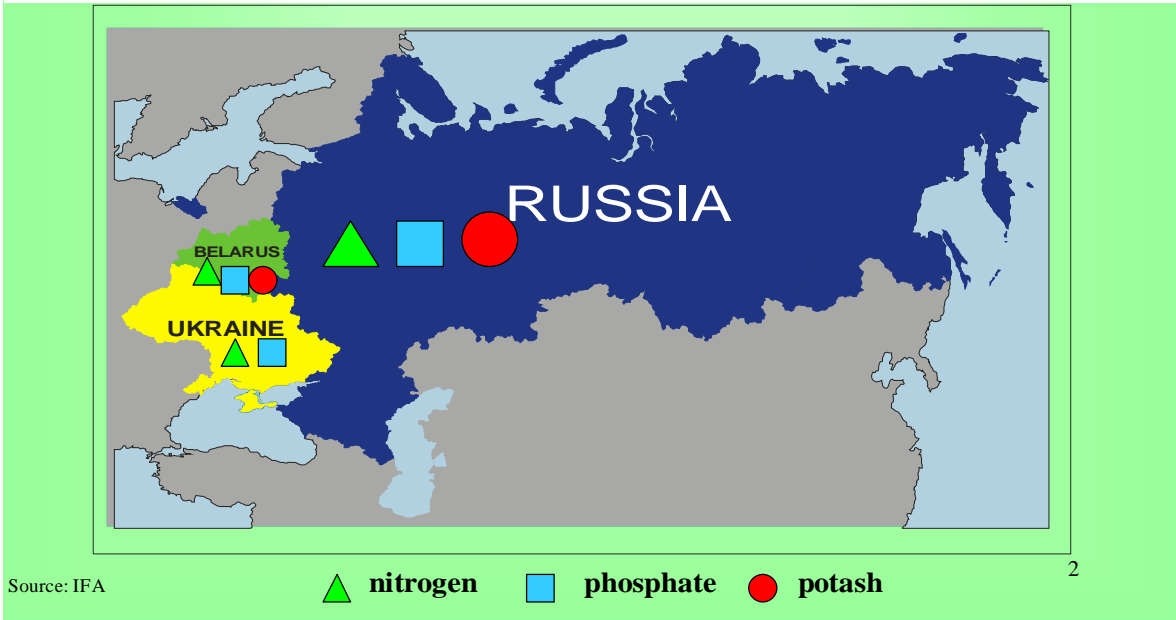 RUSSIA
BELARUS
UKRAINE
2
Source: IFA
nitrogen
phosphate
potash